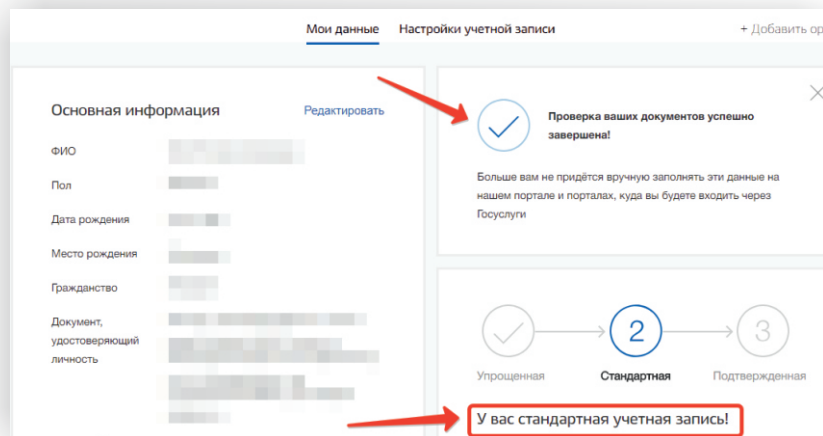 Мои данные
Настройки учетной записи
+ Добавить ор
Основная информация
Редактировать
ФИО
Пол
Дата рождения
Место рождения
Гражданство
Документ,
удостоверяющий
личность
Проверка ваших документов успешно
завершена!
Больше вам не придётся вручную заполнять эти данные на
нашем портале и порталах, куда вы будете входить через
Госуслуги
2
3
Упрощенная
Стандартная
Подтвержденная
У вас стандартная учетная запись!